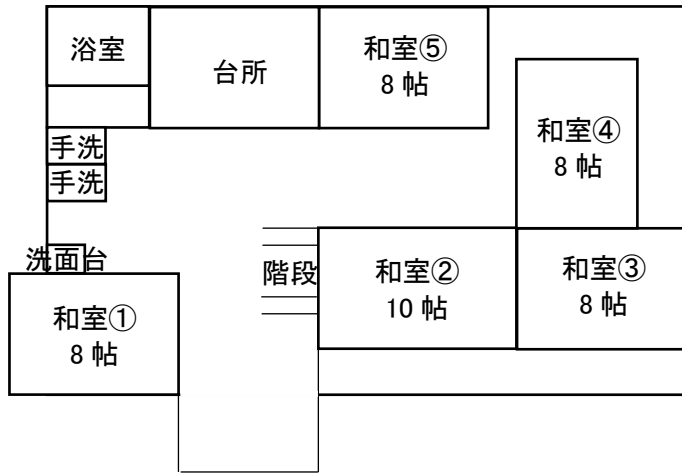 浴室
台所
和室⑤
8 帖
和室④
8 帖
手洗
手洗
洗面台
階段
和室②
10 帖
和室③
8 帖
和室①
8 帖